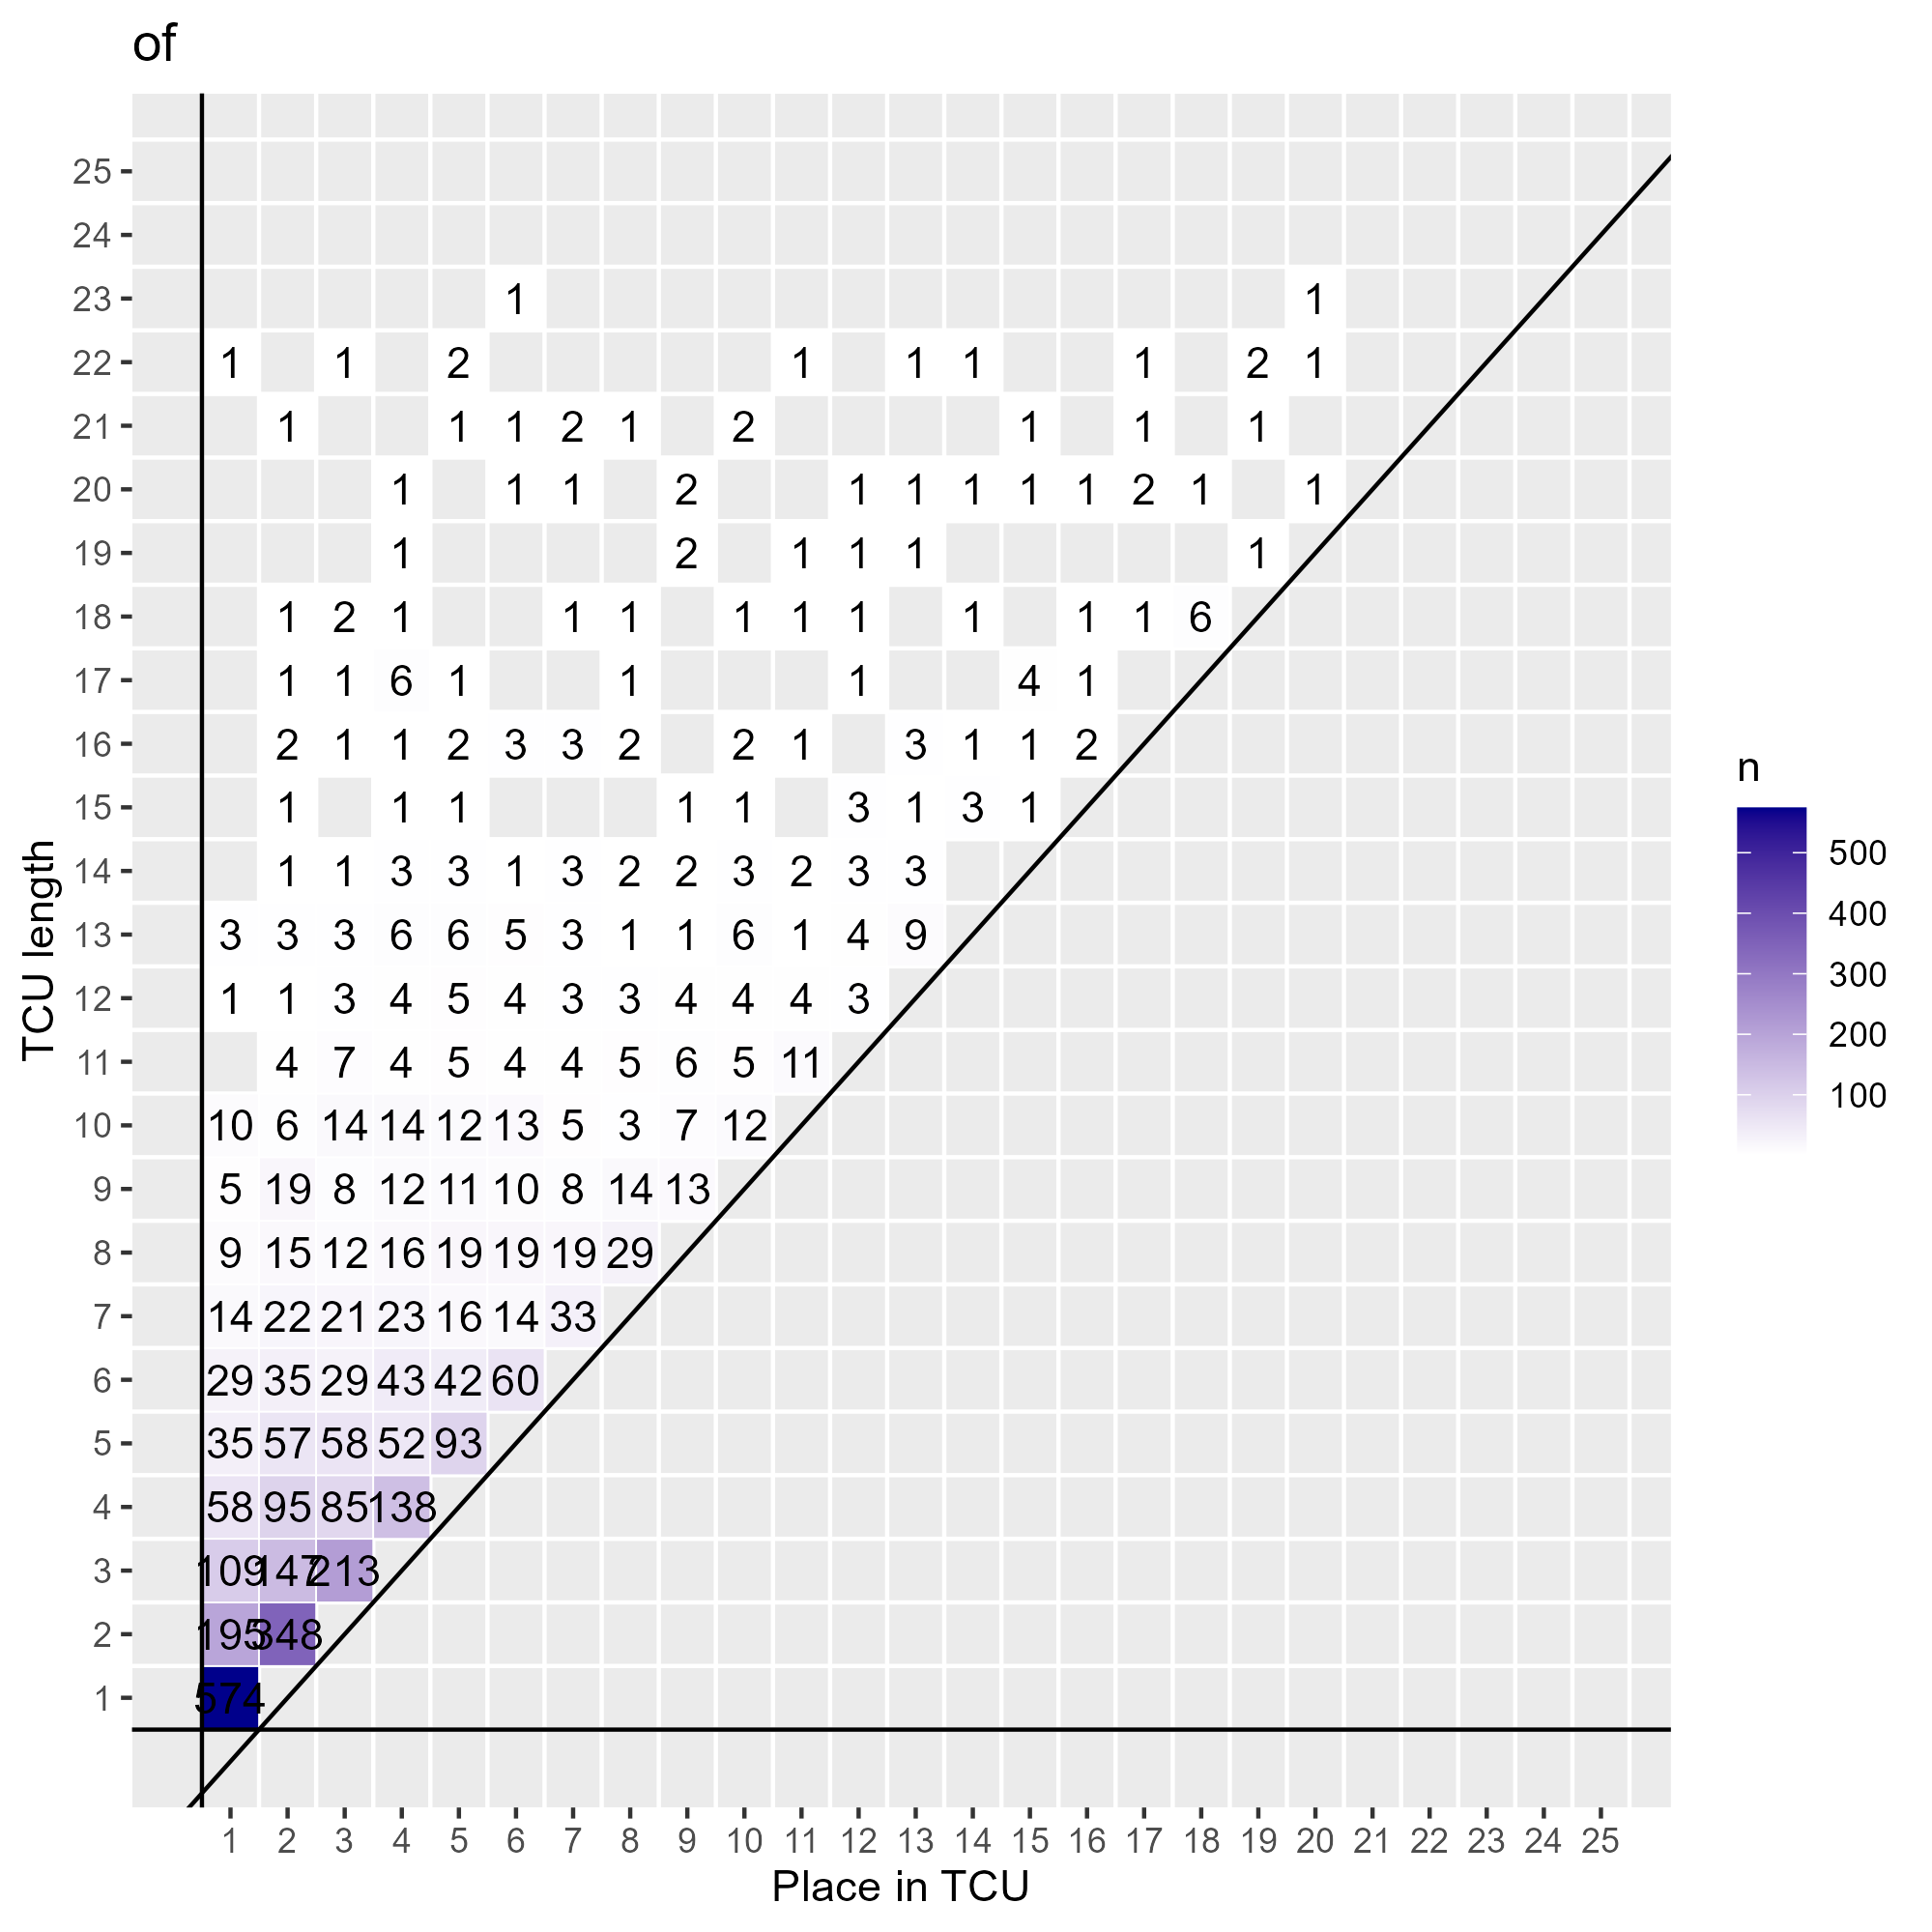 of
25
24
23 1 1
22 1 1 2 1 1 1 1 2 1
21 1 1 1 2 1 2 1 1 1
20 1 1 1 2 1 1 1 1 1 2 1 1
19 1 2 1 1 1 1
18 1 2 1 1 1 1 1 1 1 1 1 6
17 1 1 6 1 1 1 4 1
16 2 1 1 2 3 3 2 2 1 3 1 1 2
15 1 1 1 1 1 3 1 3 1
14 1 1 3 3 1 3 2 2 3 2 3 3
13 3 3 3 6 6 5 3 1 1 6 1 4 9
12 1 1 3 4 5 4 3 3 4 4 4 3
11 4 7 4 5 4 4 5 6 5 11
10 10 6 14 14 12 13 5 3 7 12
9 5 19 8 12 11 10 8 14 13
8 9 15 12 16 19 19 19 29
7 14 22 21 23 16 14 33
6 29 35 29 43 42 60
5 35 57 58 52 93
4 58 95 85 138
3 109 147 213
2 195 348
1 574
1 2 3 4 5 6 7 8 9 10 11 12 13 14 15 16 17 18 19 20 21 22 23 24 25
Place in TCU
TCU length
n
500
400
300
200
100